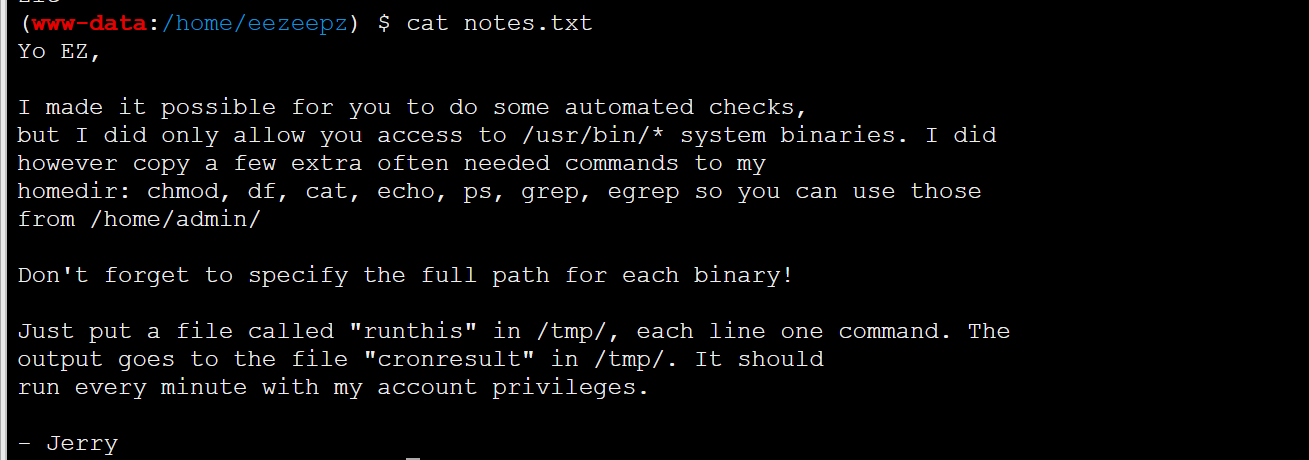 (www-data:/home/eezeepz) $ cat notes.txt
Yo EZ,
I made it possible for you to do some automated checks,
but I did only allow you access to /usr/bin/* system binaries. I did
however copy a few extra often needed commands to my
homedir: chmod, df, cat, echo, ps, grep, egrep so you can use those
from /home/admin/
Don't forget to specify the full path for each binary!
Just put a file called "runthis" in /tmp/, each line one command. The
output goes to the file "cronresult" in /tmp/. It should
run every minute with my account privileges.
- Jerry